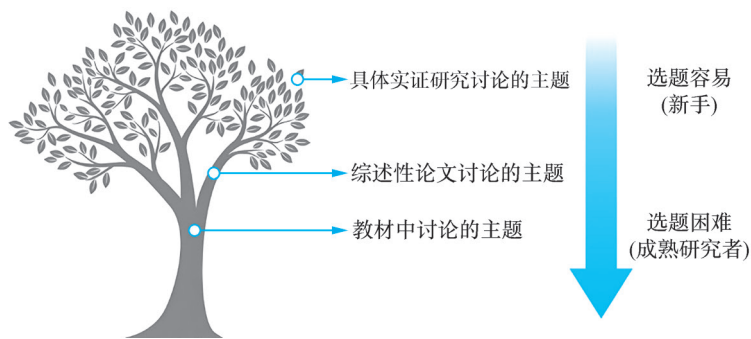 具体实证研究讨论的主题
选题容易
(新手)
综述性论文讨论的主题
教材中讨论的主题
选题困难
(成熟研究者)